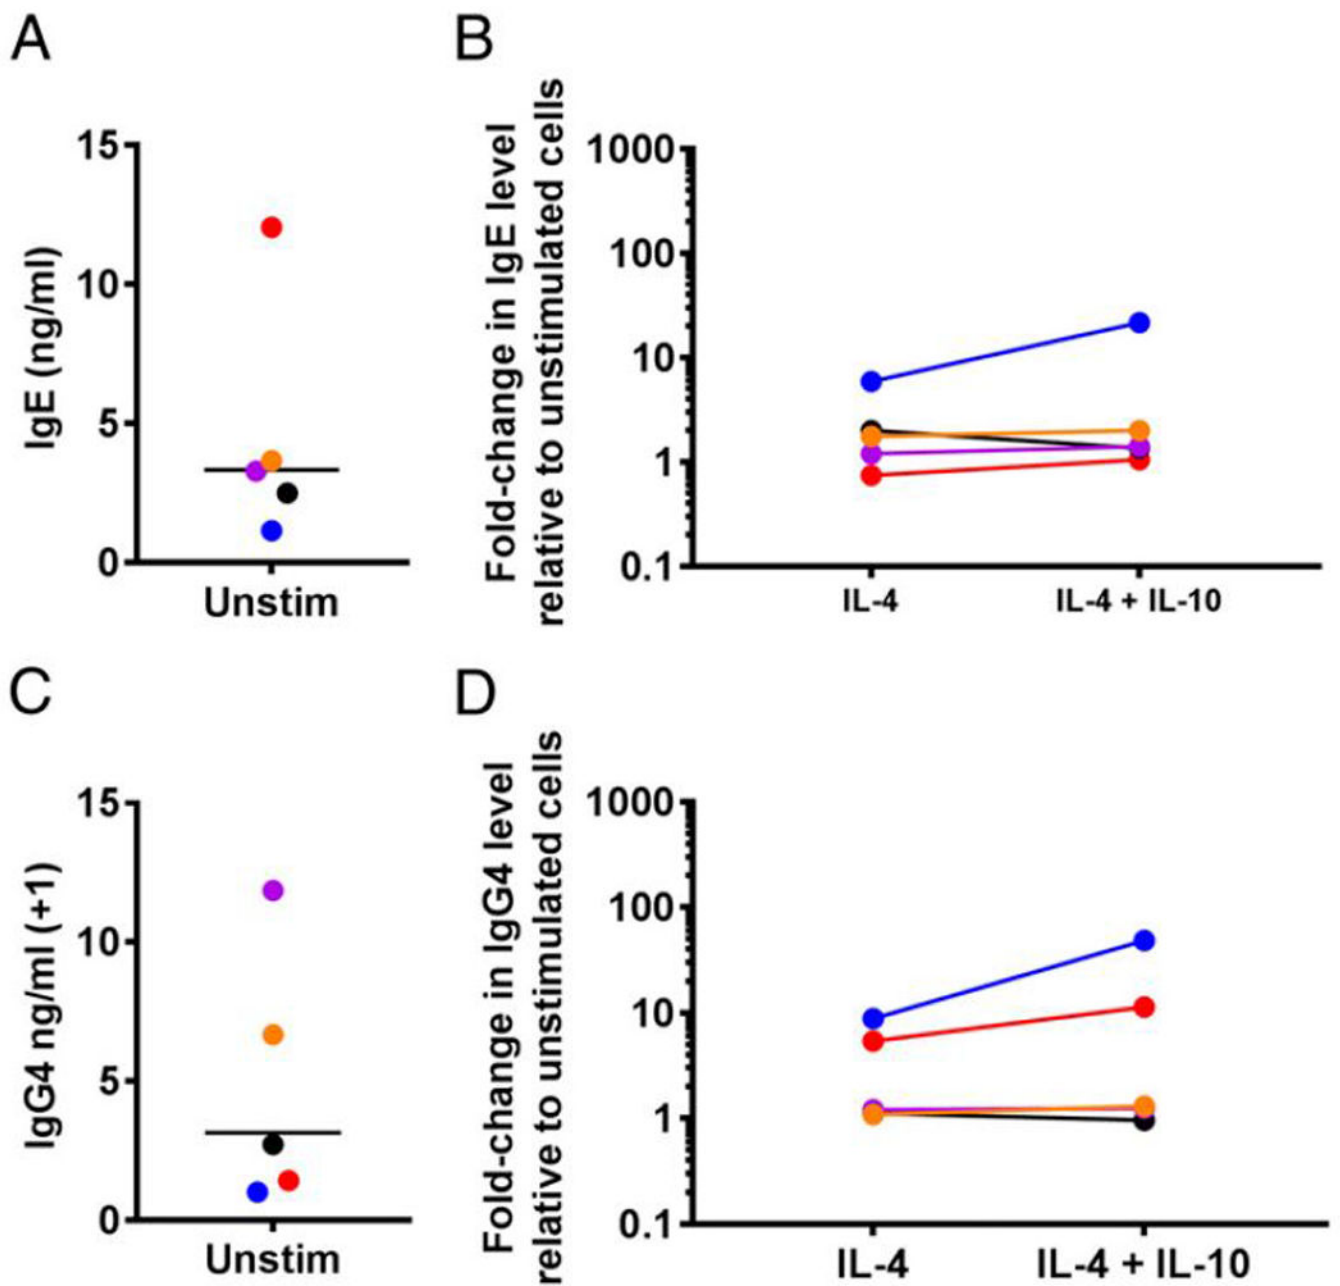 A
IgE (ng/ml)
15
10
5
0
Unstim
B
Fold-change in IgE level
relative to unstimulated cells
1000
100
10
1
0.1
IL-4
IL-4 + IL-10
C
IgG4 ng/ml (+1)
15
10
5
0
Unstim
D
Fold-change in IgG4 level
relative to unstimulated cells
1000
100
10
1
0.1
IL-4
IL-4 + IL-10